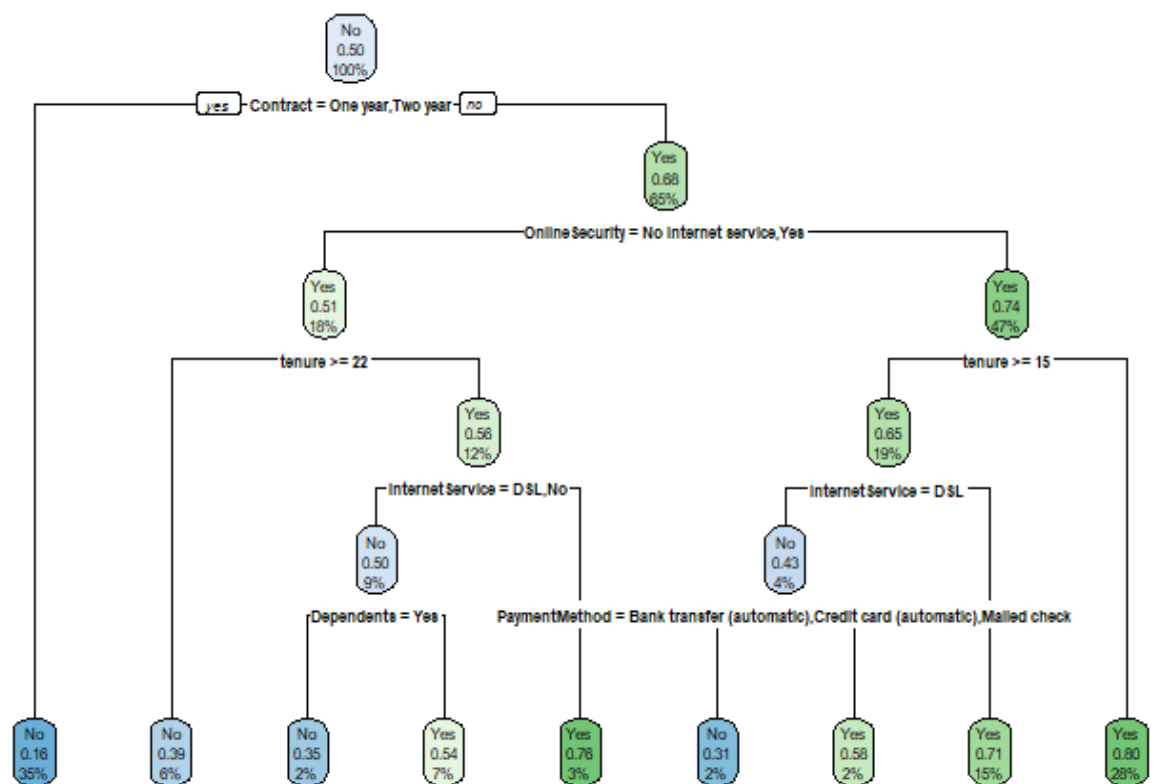 No
0.50
100%
yes Contract = One year,Two year no
Yes
0.68
65%
OnlineSecurity = No internet service,Yes
Yes
0.51
18%
Yes
0.74
47%
tenure >= 22
tenure >= 15
Yes
0.56
12%
Yes
0.65
19%
InternetService = DSL,No
InternetService = DSL
No
0.50
9%
No
0.43
4%
Dependents = Yes
PaymentMethod = Bank transfer (automatic),Credit card (automatic),Mailed check
No
0.16
35%
No
0.39
6%
No
0.35
2%
Yes
0.54
7%
Yes
0.76
3%
No
0.31
2%
Yes
0.58
2%
Yes
0.71
15%
Yes
0.80
28%